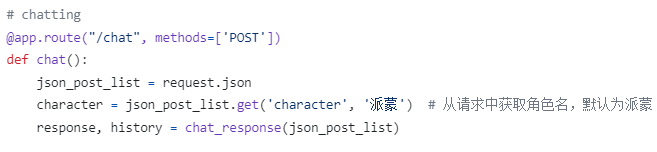 # chatting
@app.route("/chat", methods=['POST'])
def chat():
    json_post_list = request.json
    character = json_post_list.get('character', '派蒙')  # 从请求中获取角色名，默认为派蒙
    response, history = chat_response(json_post_list)